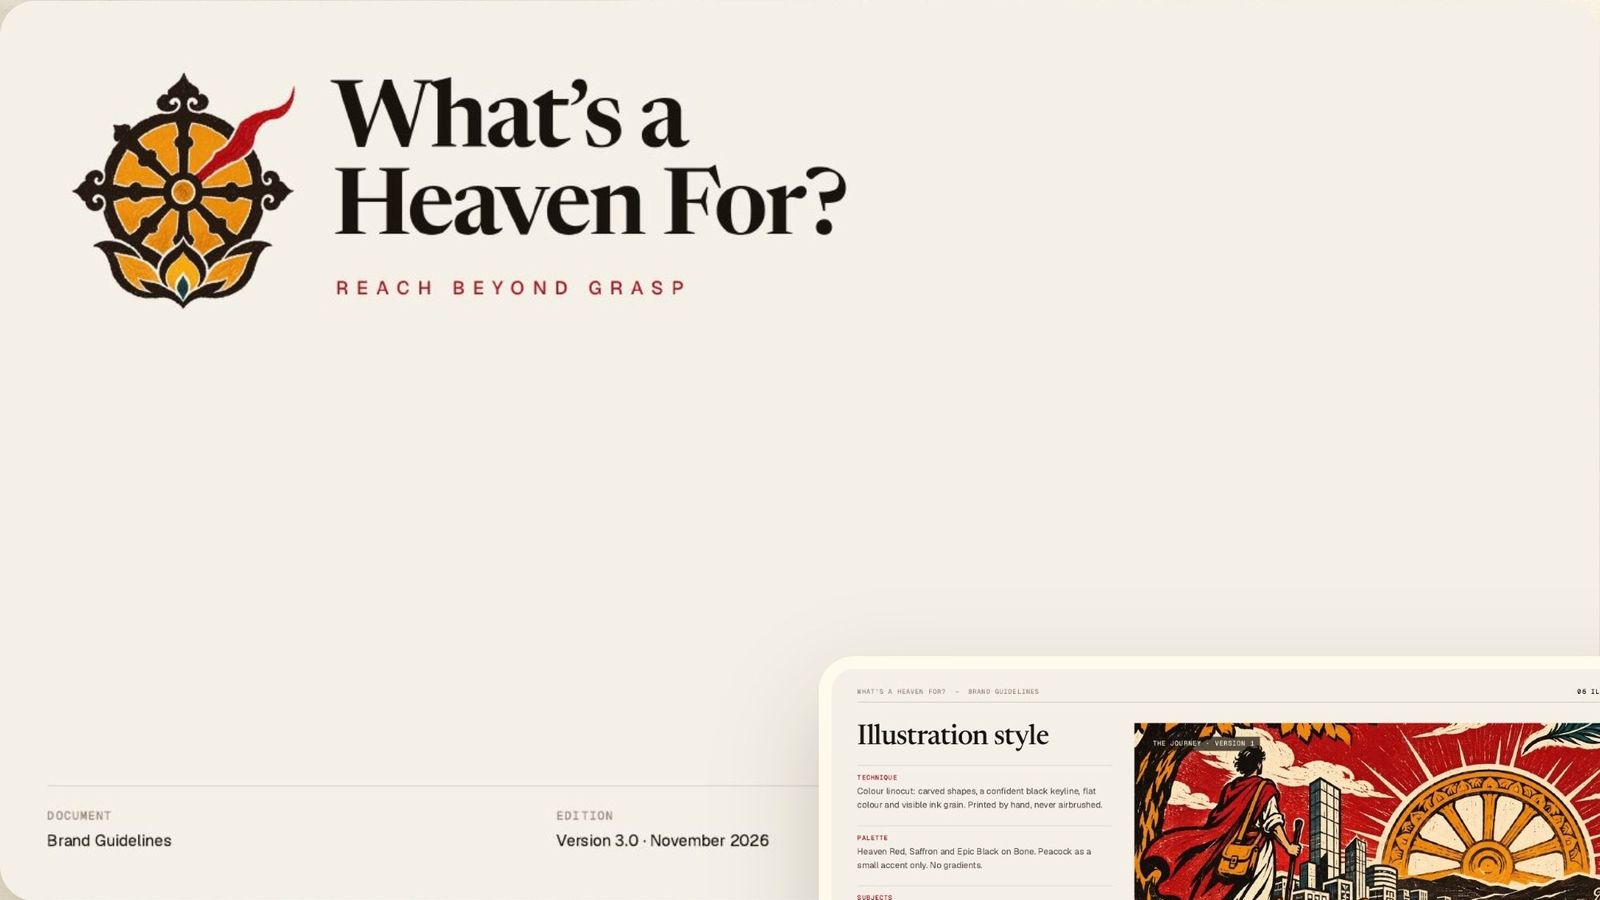 What's a
Heaven For?
REACH BEYOND GRASP
DOCUMENT
Brand Guidelines
EDITION
Version 3.0 · November 2026
WHAT'S A HEAVEN FOR? – BRAND GUIDELINES
06 IL
Illustration style
TECHNIQUE
Colour linocut: carved shapes, a confident black keyline, flat
colour and visible ink grain. Printed by hand, never airbrushed.
PALETTE
Heaven Red, Saffron and Epic Black on Bone. Peacock as a
small accent only. No gradients.
SUBJECTS
THE JOURNEY · VERSION 1